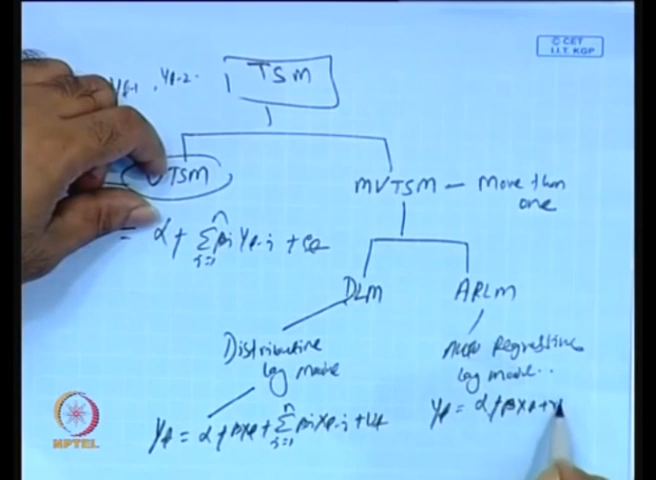 © CET
I.I.T. KGP
TSM
Yt-1, Yt-2.
UTSM
MVTSM — More than
one
= α + Σ βi Yt-i + et
n
i=1
DLM
ARLM
Distributive
lag model
Auto Regressive
lag model..
Yt = α + βXt + Σ βi Xt-i + Ut
n
i=1
Yt = α + βXt +
NPTEL